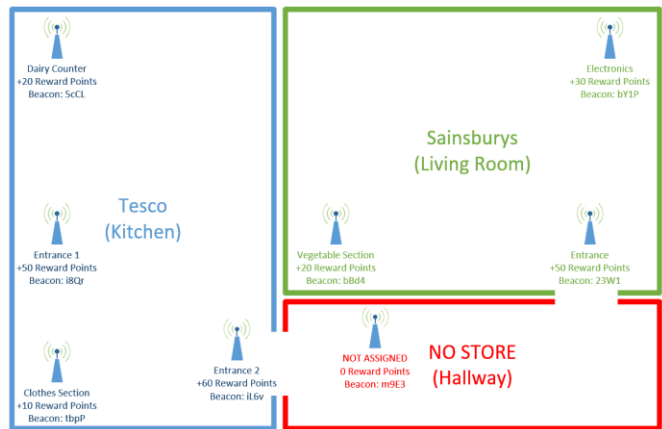 Dairy Counter
+20 Reward Points
Beacon: 5cCL
Electronics
+30 Reward Points
Beacon: bY1P
Sainsburys
(Living Room)
Tesco
(Kitchen)
Entrance 1
+50 Reward Points
Beacon: i8Qr
Vegetable Section
+20 Reward Points
Beacon: bBd4
Entrance
+50 Reward Points
Beacon: 23W1
Clothes Section
+10 Reward Points
Beacon: tbpP
Entrance 2
+60 Reward Points
Beacon: iL6v
NOT ASSIGNED
0 Reward Points
Beacon: m9E3
NO STORE
(Hallway)